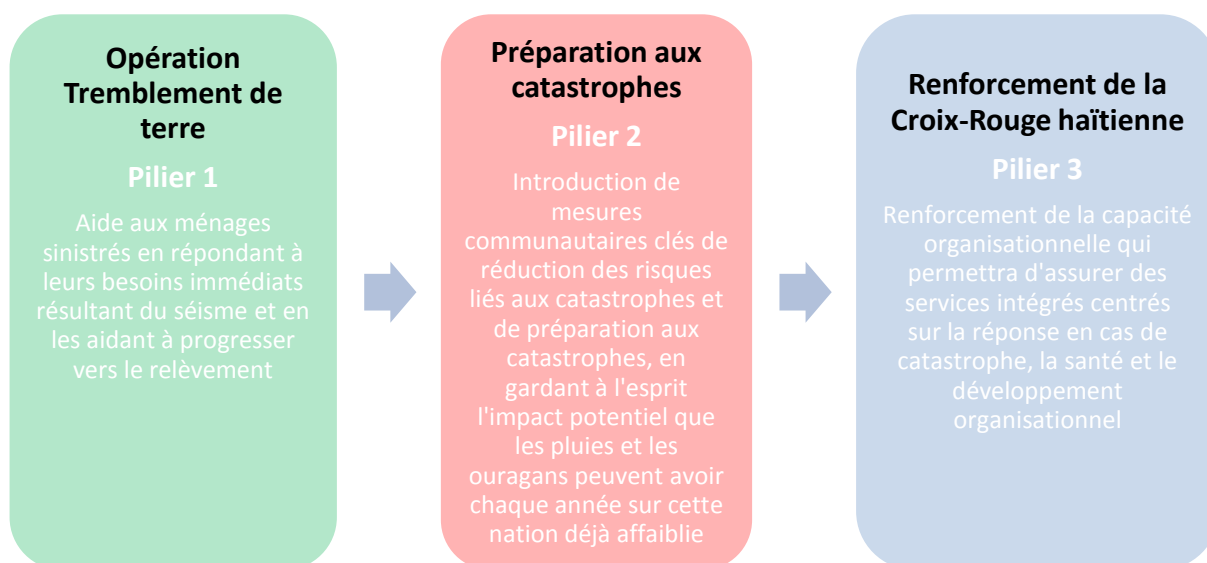 Opération
Tremblement de
terre
Pilier 1
Aide aux ménages
sinistrés en répondant à
leurs besoins immédiats
résultant du séisme et en
les aidant à progresser
vers le relèvement
Préparation aux
catastrophes
Pilier 2
Introduction de
mesures
communautaires clés de
réduction des risques
liés aux catastrophes et
de préparation aux
catastrophes, en
gardant à l'esprit
l'impact potentiel que
les pluies et les
ouragans peuvent avoir
chaque année sur cette
nation déjà affaiblie
Renforcement de la
Croix-Rouge haïtienne
Pilier 3
Renforcement de la capacité
organisationnelle qui
permettra d'assurer des
services intégrés centrés
sur la réponse en cas de
catastrophe, la santé et le
développement
organisationnel